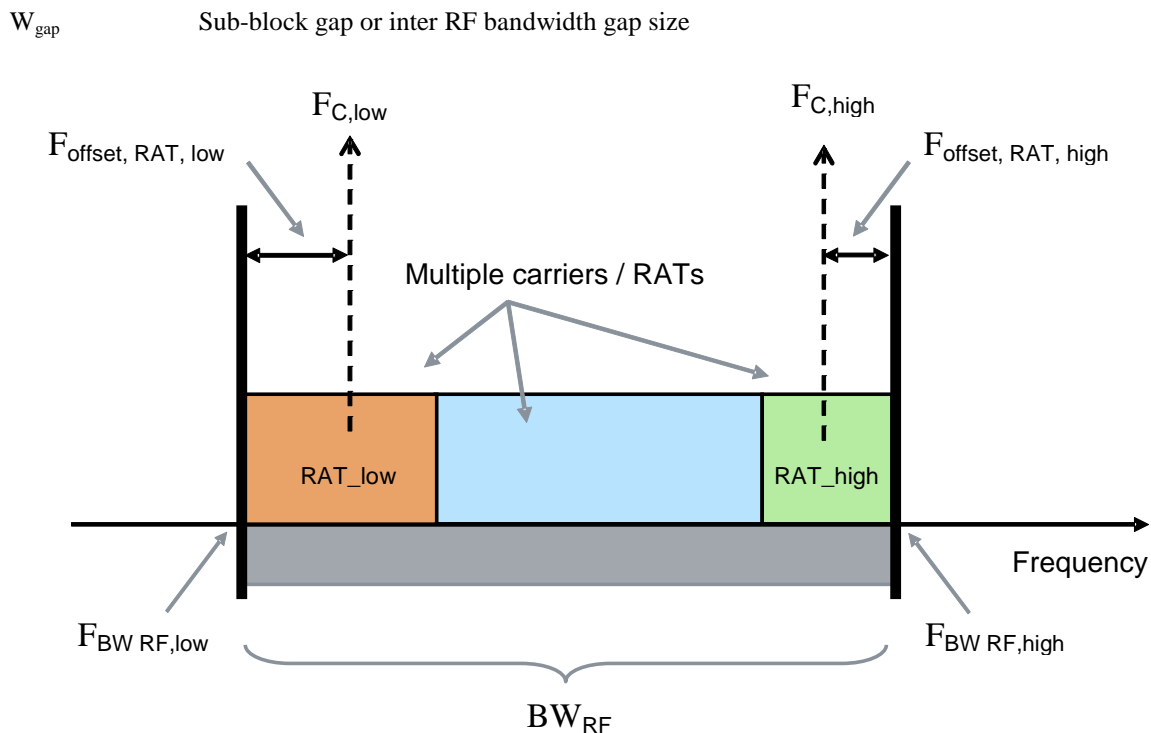 Wgap Sub-block gap or inter RF bandwidth gap size
FC,low
FC,high
Foffset, RAT, low
Foffset, RAT, high
Multiple carriers / RATs
RAT_low
RAT_high
Frequency
FBW RF,low
FBW RF,high
BWRF